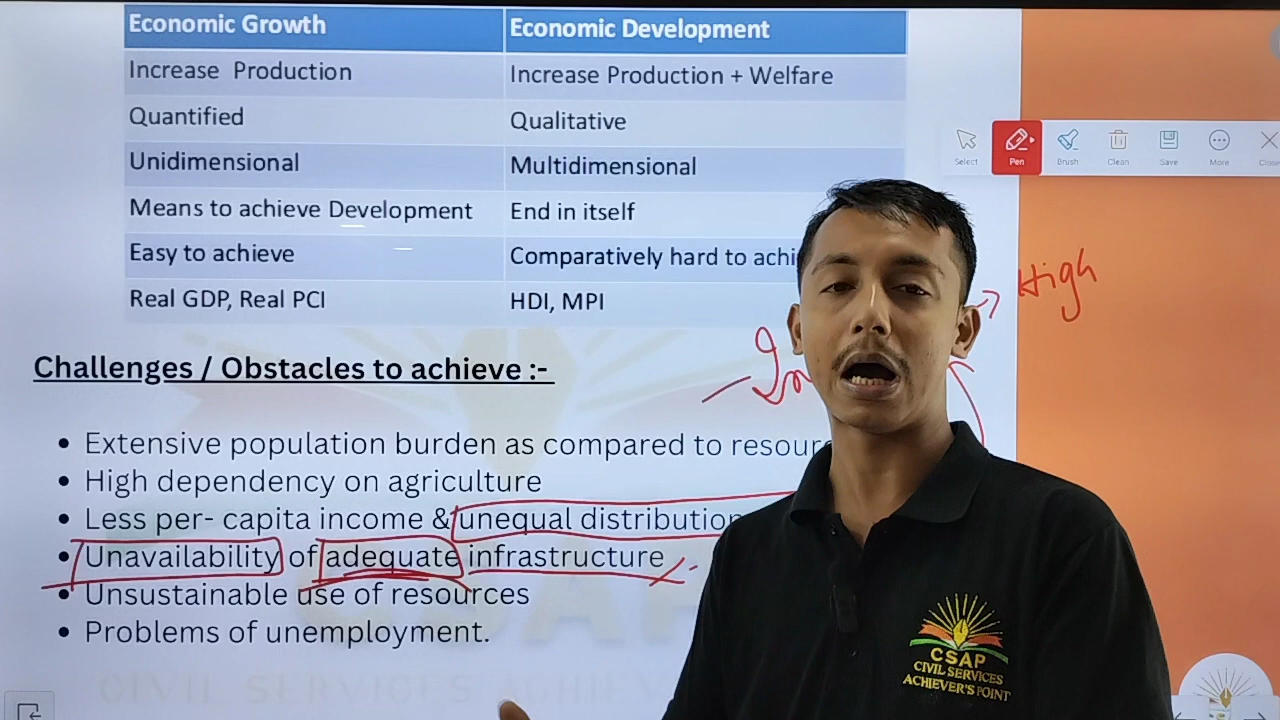 Economic Growth Economic Development
Increase Production Increase Production + Welfare
Quantified Qualitative
Unidimensional Multidimensional
Means to achieve Development End in itself
Easy to achieve Comparatively hard to achi
Real GDP, Real PCI HDI, MPI
Select Pen Brush Clean Save More Close
High
Challenges / Obstacles to achieve :-
• Extensive population burden as compared to resour
• High dependency on agriculture
• Less per- capita income & unequal distribution
• Unavailability of adequate infrastructure
• Unsustainable use of resources
• Problems of unemployment.
CSAP
CIVIL SERVICES
ACHIEVER'S POINT